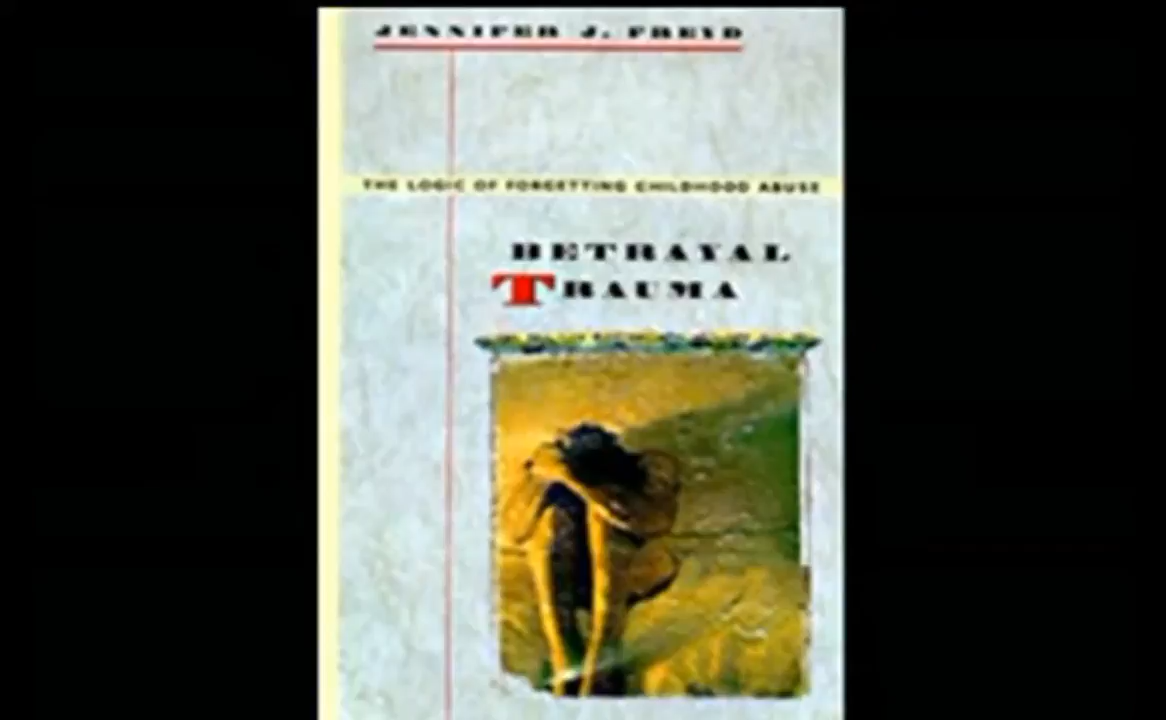 JENNIFER J. FREYD
THE LOGIC OF FORGETTING CHILDHOOD ABUSE
BETRAYAL
TRAUMA